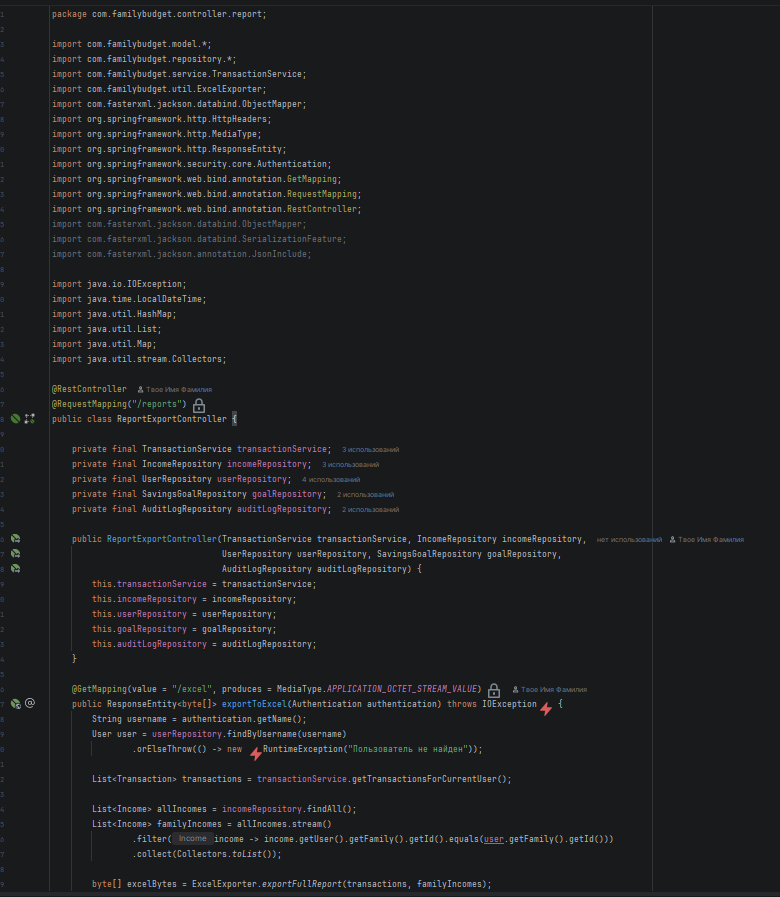 package com.familybudget.controller.report;
import com.familybudget.model.*;
import com.familybudget.repository.*;
import com.familybudget.service.TransactionService;
import com.familybudget.util.ExcelExporter;
import com.fasterxml.jackson.databind.ObjectMapper;
import org.springframework.http.HttpHeaders;
import org.springframework.http.MediaType;
import org.springframework.http.ResponseEntity;
import org.springframework.security.core.Authentication;
import org.springframework.web.bind.annotation.GetMapping;
import org.springframework.web.bind.annotation.RequestMapping;
import org.springframework.web.bind.annotation.RestController;
import com.fasterxml.jackson.databind.ObjectMapper;
import com.fasterxml.jackson.databind.SerializationFeature;
import com.fasterxml.jackson.annotation.JsonInclude;
import java.io.IOException;
import java.time.LocalDateTime;
import java.util.HashMap;
import java.util.List;
import java.util.Map;
import java.util.stream.Collectors;
@RestController Твое Имя Фамилия
@RequestMapping("/reports")
public class ReportExportController {
private final TransactionService transactionService; 3 использований
private final IncomeRepository incomeRepository; 3 использований
private final UserRepository userRepository; 4 использований
private final SavingsGoalRepository goalRepository; 2 использований
private final AuditLogRepository auditLogRepository; 2 использований
public ReportExportController(TransactionService transactionService, IncomeRepository incomeRepository, нет использований Твое Имя Фамилия
UserRepository userRepository, SavingsGoalRepository goalRepository,
AuditLogRepository auditLogRepository) {
this.transactionService = transactionService;
this.incomeRepository = incomeRepository;
this.userRepository = userRepository;
this.goalRepository = goalRepository;
this.auditLogRepository = auditLogRepository;
}
@GetMapping(value = "/excel", produces = MediaType.APPLICATION_OCTET_STREAM_VALUE) Твое Имя Фамилия
public ResponseEntity<byte[]> exportToExcel(Authentication authentication) throws IOException {
String username = authentication.getName();
User user = userRepository.findByUsername(username)
.orElseThrow(() -> new RuntimeException("Пользователь не найден"));
List<Transaction> transactions = transactionService.getTransactionsForCurrentUser();
List<Income> allIncomes = incomeRepository.findAll();
List<Income> familyIncomes = allIncomes.stream()
.filter( Income income -> income.getUser().getFamily().getId().equals(user.getFamily().getId()))
.collect(Collectors.toList());
byte[] excelBytes = ExcelExporter.exportFullReport(transactions, familyIncomes);